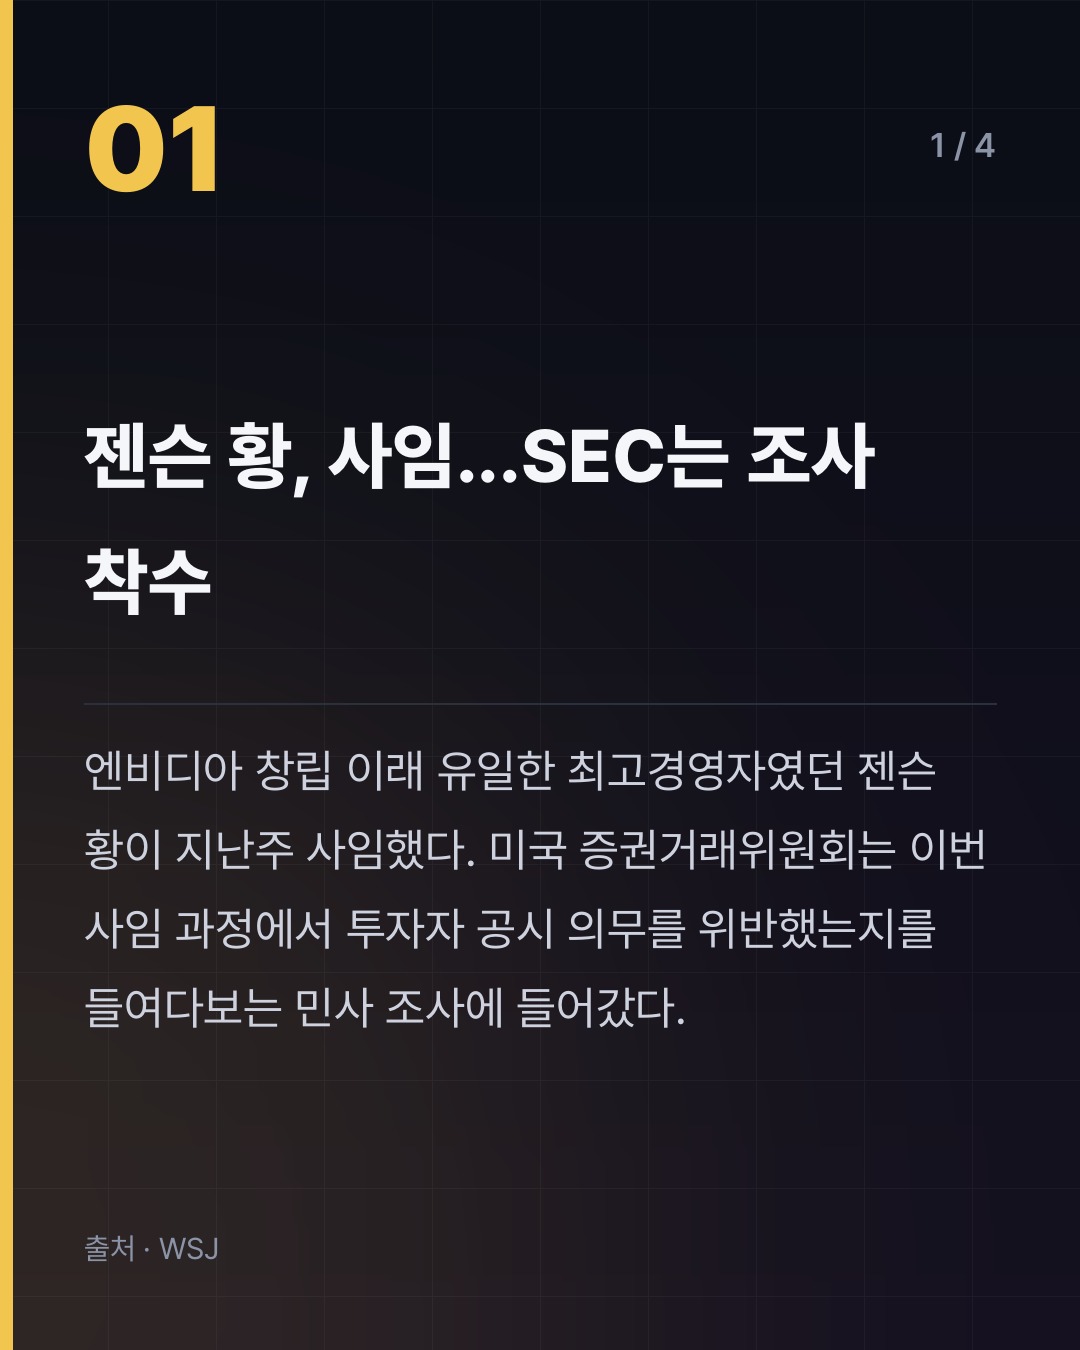 01
1 / 4
젠슨 황, 사임...SEC는 조사
착수
엔비디아 창립 이래 유일한 최고경영자였던 젠슨
황이 지난주 사임했다. 미국 증권거래위원회는 이번
사임 과정에서 투자자 공시 의무를 위반했는지를
들여다보는 민사 조사에 들어갔다.
출처 · WSJ